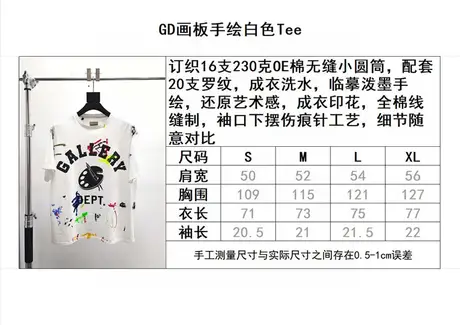 GD画板手绘白色Tee
订织16支230克OE棉无缝小圆筒，配套
20支罗纹，成衣洗水，临摹泼墨手
绘，还原艺术感，成衣印花，全棉线
缝制，袖口下摆伤痕针工艺，细节随
意对比
尺码 S M L XL
肩宽 50 52 54 56
胸围 109 115 121 127
衣长 71 73 75 77
袖长 20.5 21 21.5 22
手工测量尺寸与实际尺寸之间存在0.5-1cm误差
GALLERY
DEPT.